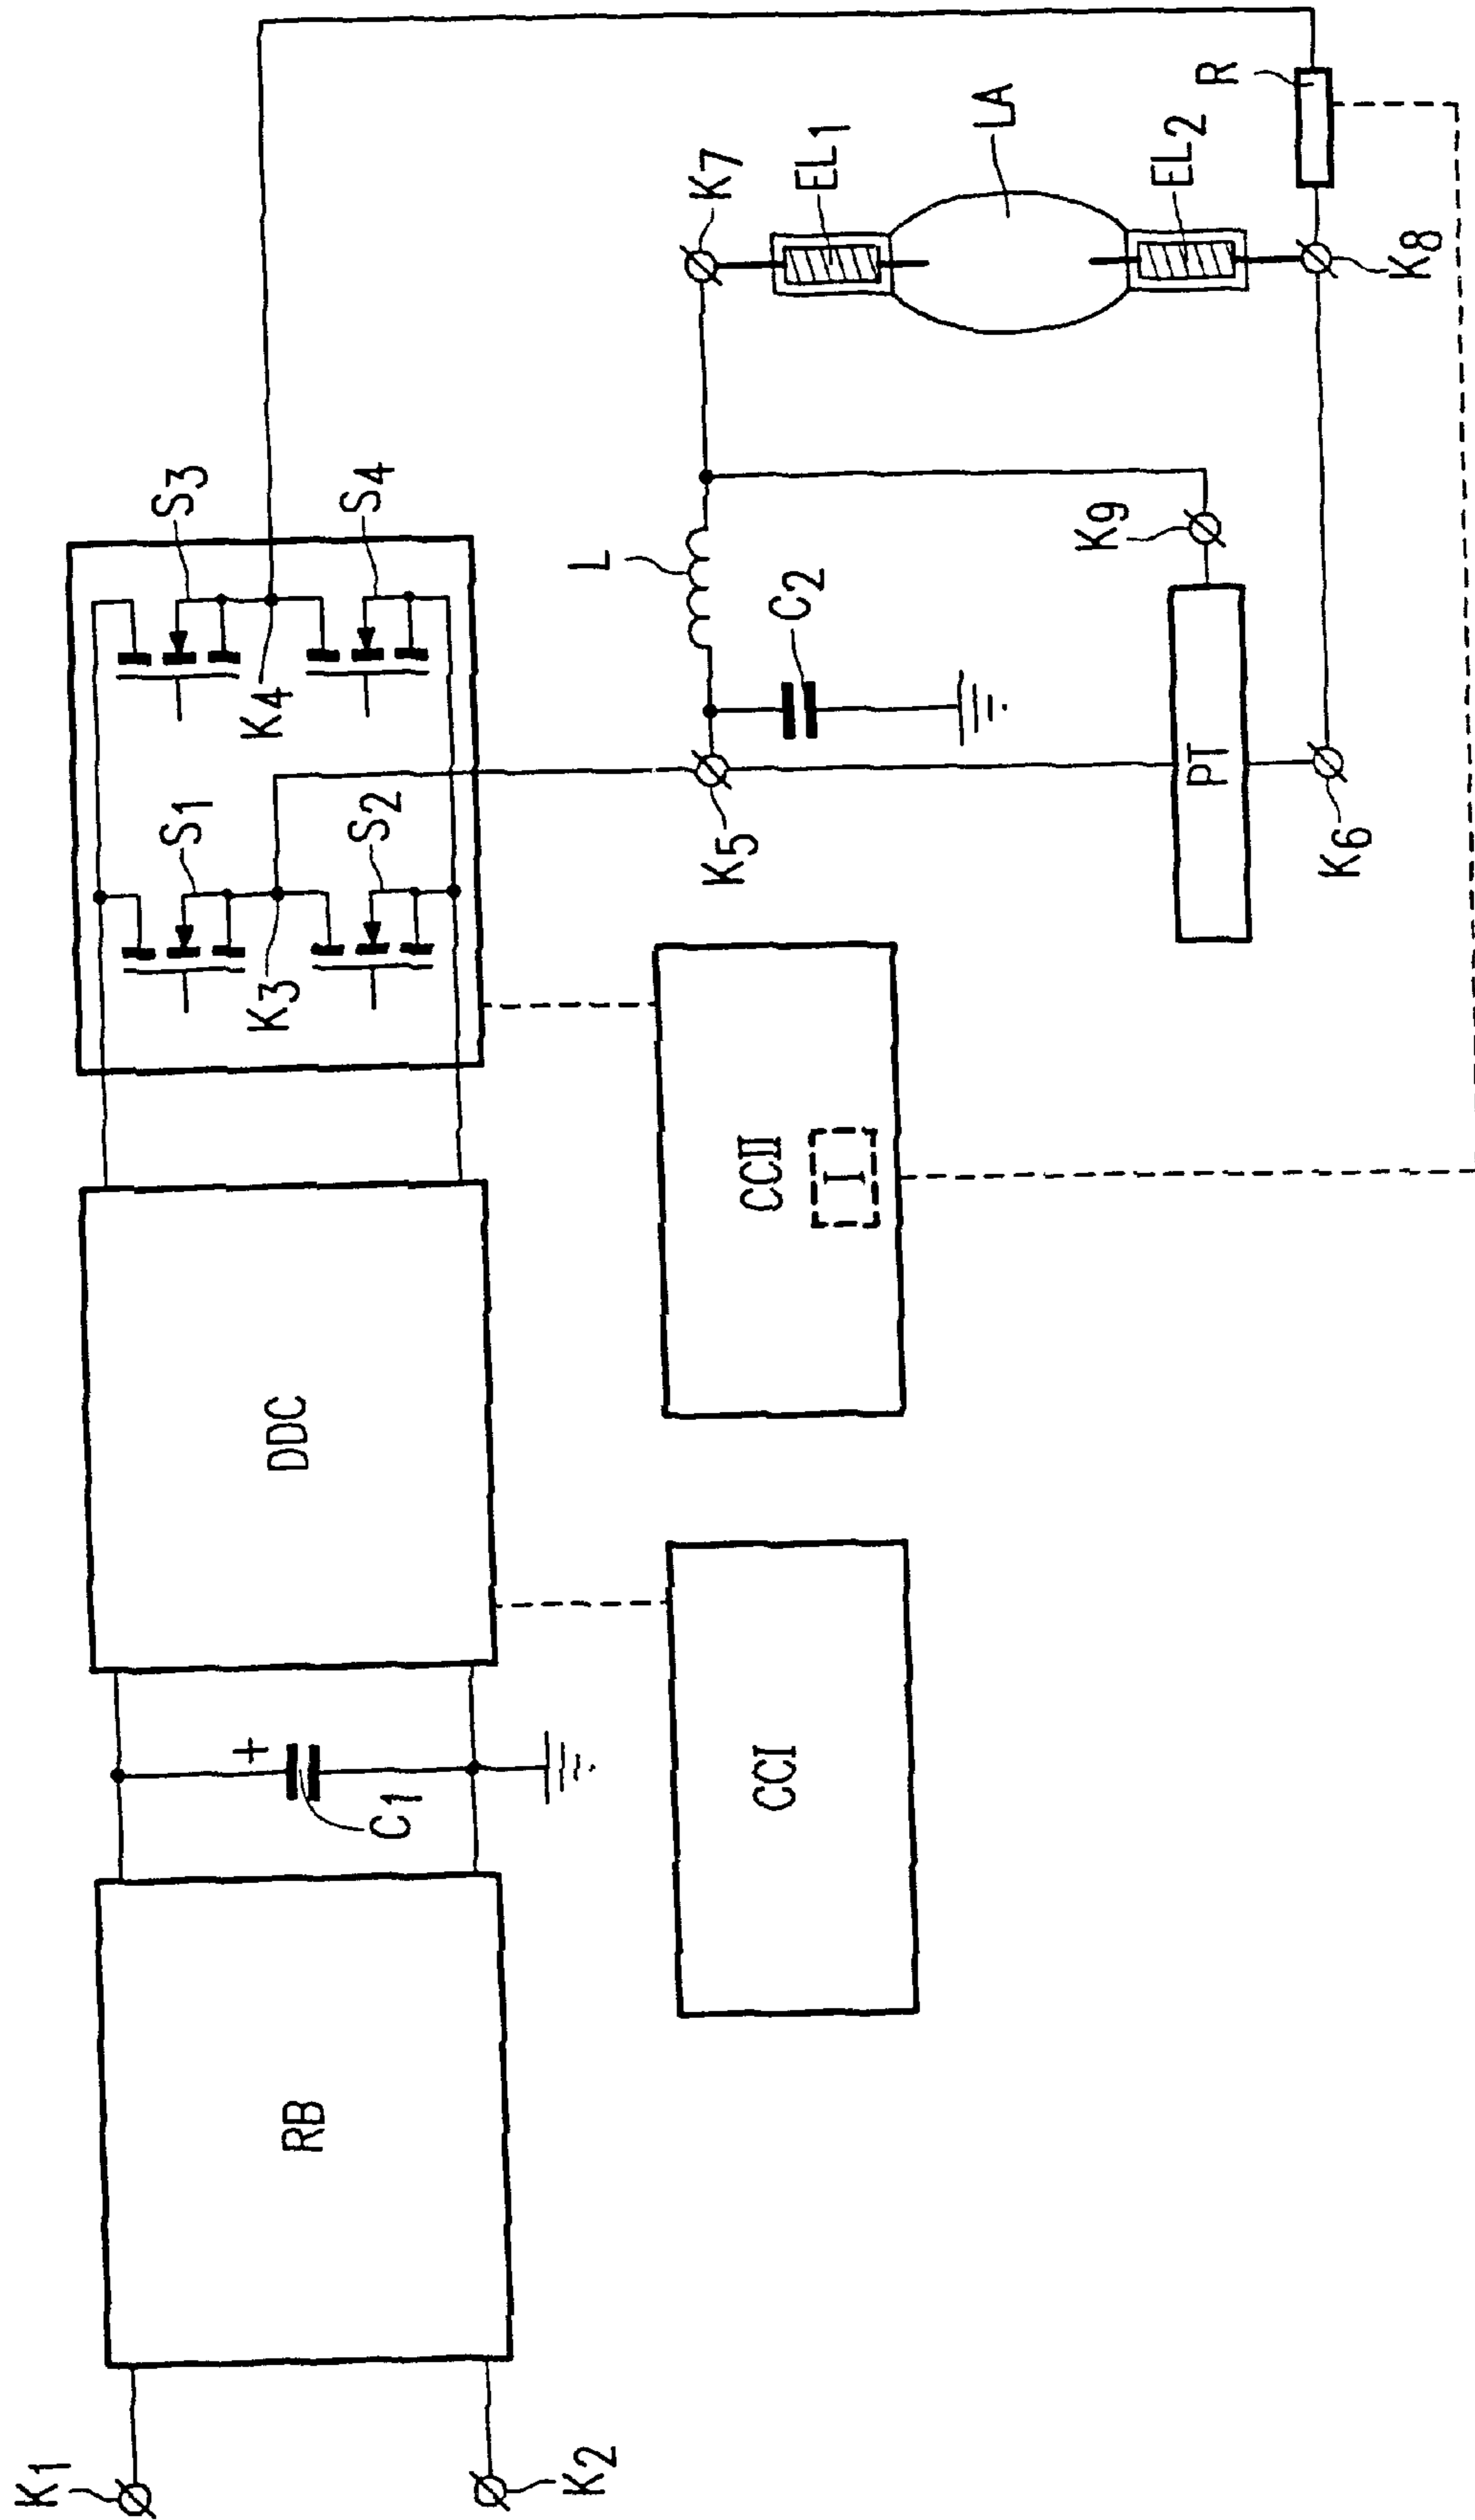 K1
K2
RB
C1
+
DDC
CCI
CCII
I
S1
S2
K3
S3
S4
K4
K5
C2
L
K7
EL1
LA
EL2
R
K8
K9
PT
K6